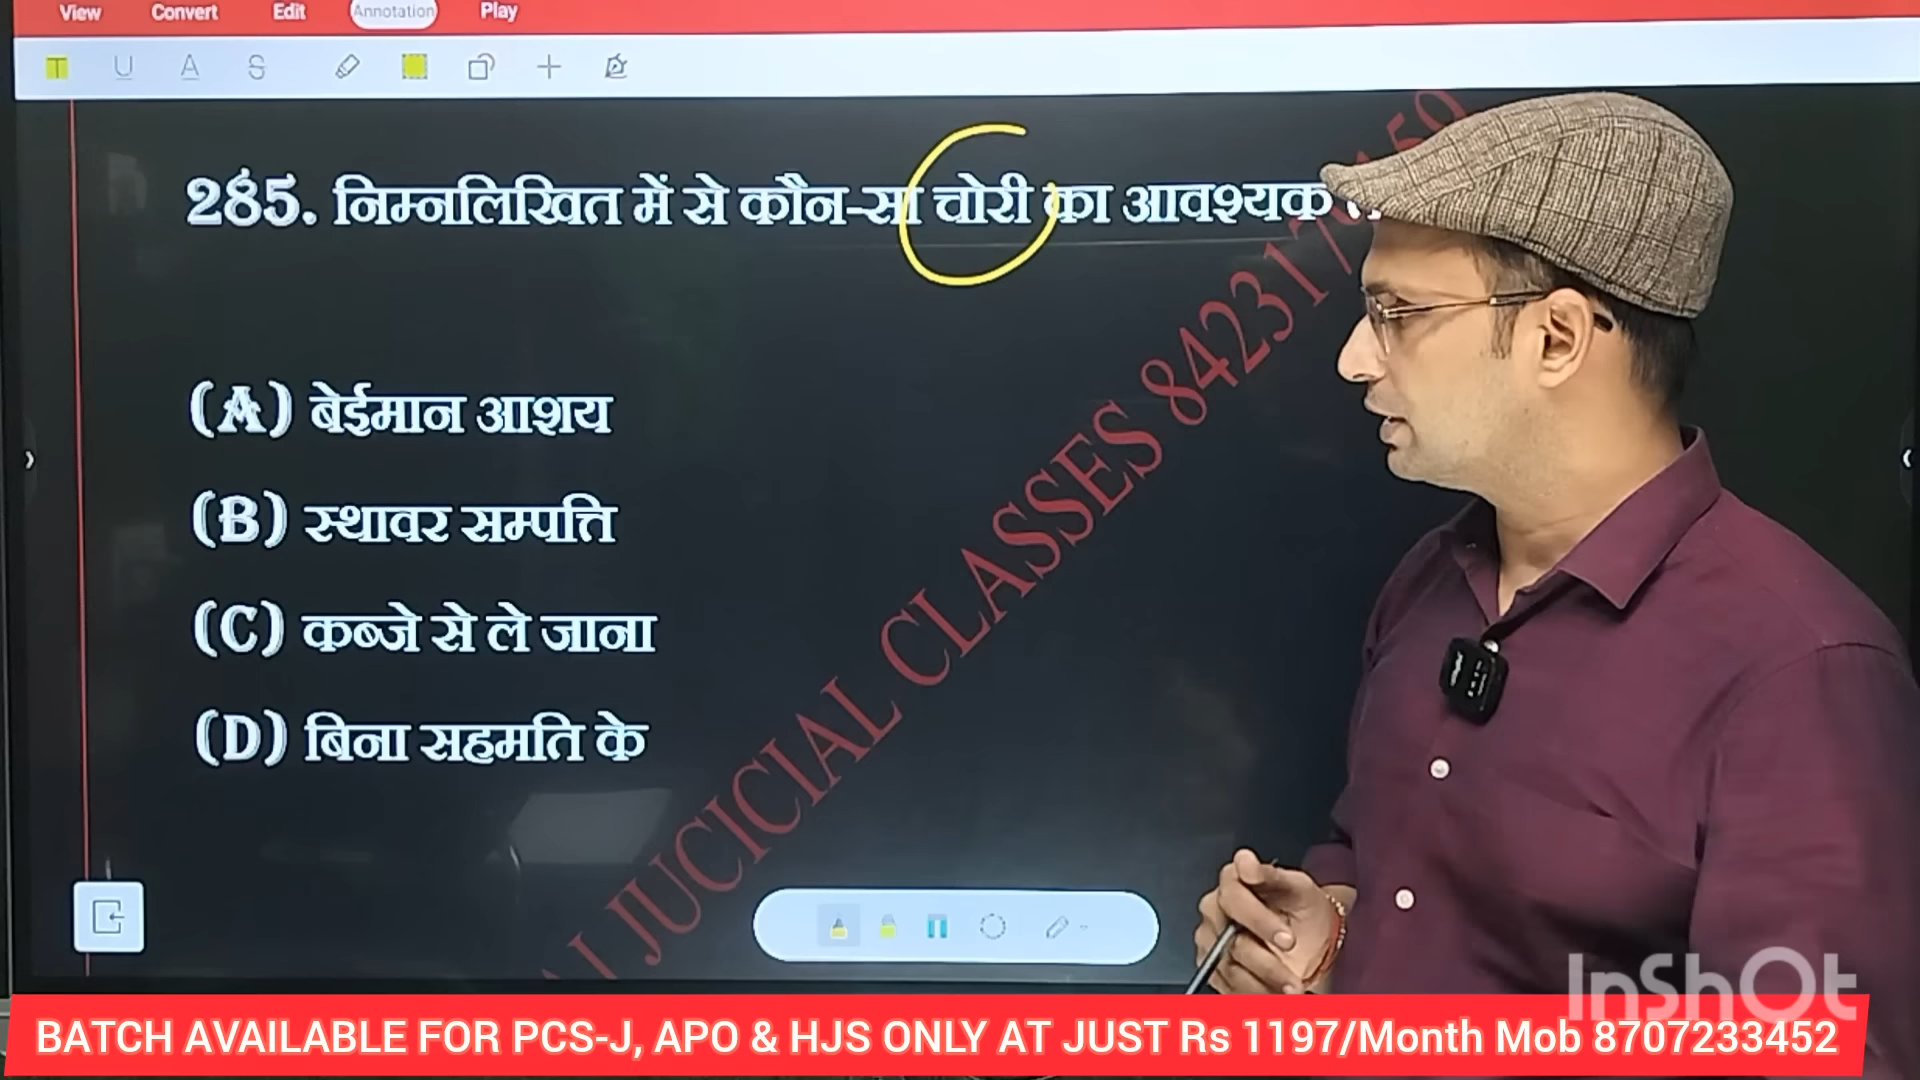 View Convert Edit Annotation Play
T U A S
285. निम्नलिखित में से कौन-सा चोरी का आवश्यक
(A) बेईमान आशय
(B) स्थावर सम्पत्ति
(C) कब्जे से ले जाना
(D) बिना सहमति के
JUCICIAL CLASSES
InShOt
BATCH AVAILABLE FOR PCS-J, APO & HJS ONLY AT JUST Rs 1197/Month Mob 8707233452